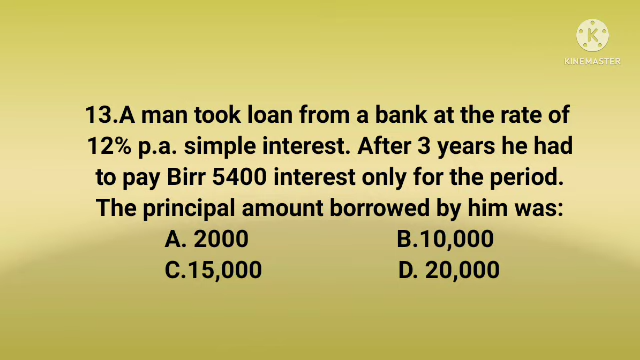 K
KINEMASTER
13.A man took loan from a bank at the rate of
12% p.a. simple interest. After 3 years he had
to pay Birr 5400 interest only for the period.
The principal amount borrowed by him was:
A. 2000 B.10,000
C.15,000 D. 20,000